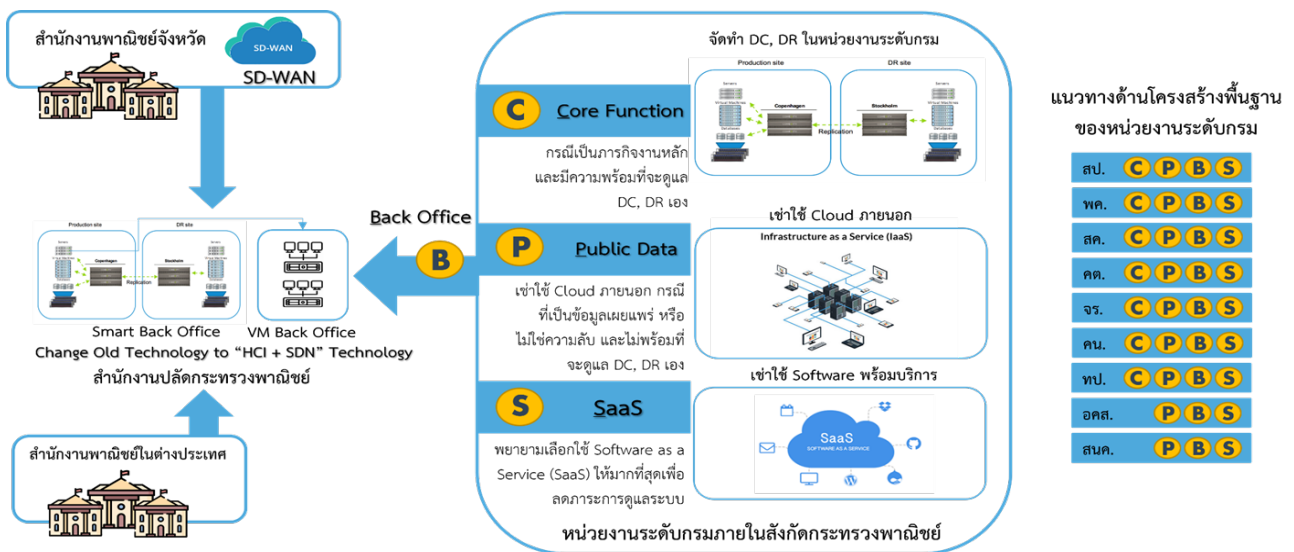 สำนักงานพาณิชย์จังหวัด
SD-WAN
SD-WAN
Production site
DR site
Servers
Virtual Machines
Databases
Copenhagen
Stockholm
Replication
Smart Back Office
VM Back Office
Change Old Technology to “HCI + SDN” Technology
สำนักงานปลัดกระทรวงพาณิชย์
สำนักงานพาณิชย์ในต่างประเทศ
Back Office
B
จัดทำ DC, DR ในหน่วยงานระดับกรม
C
Core Function
กรณีเป็นภารกิจงานหลัก
และมีความพร้อมที่จะดูแล
DC, DR เอง
Production site
DR site
Servers
Virtual Machines
Databases
Copenhagen
Stockholm
Replication
Servers
Virtual Machines
Databases
P
Public Data
เช่าใช้ Cloud ภายนอก กรณี
ที่เป็นข้อมูลเผยแพร่ หรือ
ไม่ใช่ความลับ และไม่พร้อมที่
จะดูแล DC, DR เอง
เช่าใช้ Cloud ภายนอก
Infrastructure as a Service (IaaS)
S
SaaS
พยายามเลือกใช้ Software as a
Service (SaaS) ให้มากที่สุดเพื่อ
ลดภาระการดูแลระบบ
เช่าใช้ Software พร้อมบริการ
SaaS
SOFTWARE AS A SERVICE
หน่วยงานระดับกรมภายในสังกัดกระทรวงพาณิชย์
แนวทางด้านโครงสร้างพื้นฐาน
ของหน่วยงานระดับกรม
สป. C P B S
พค. C P B S
สค. C P B S
คต. C P B S
จร. C P B S
คน. C P B S
ทป. C P B S
อคส. P B S
สนค. P B S